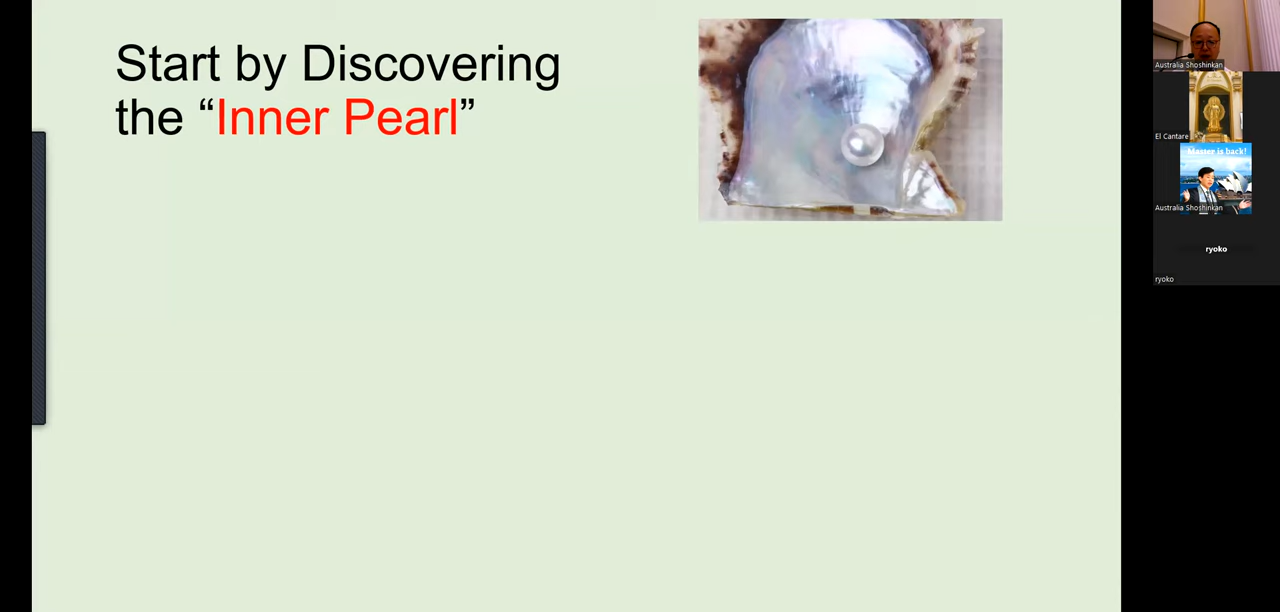 Start by Discovering
the “Inner Pearl”
Australia Shoshinkan
El Cantare
Master is back!
Australia Shoshinkan
ryoko
ryoko